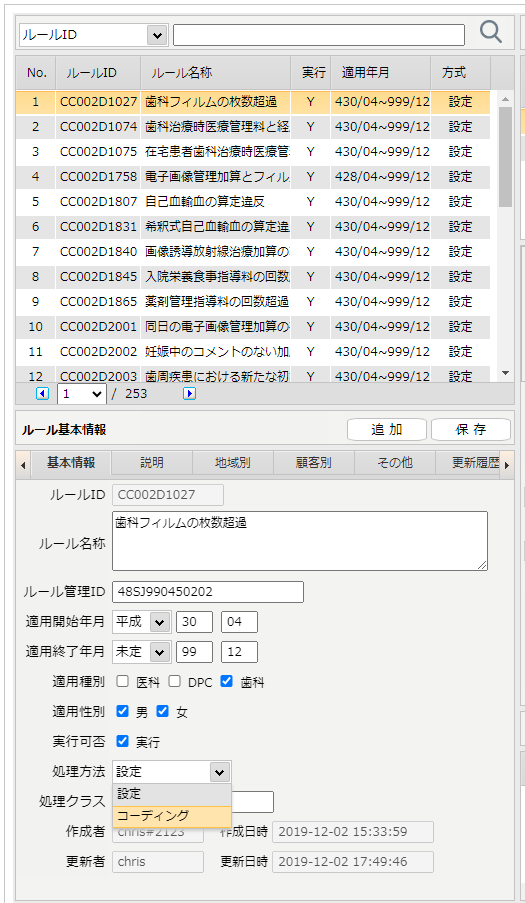 ルールID
No. ルールID ルール名称 実行 適用年月 方式
1 CC002D1027 歯科フィルムの枚数超過 Y 430/04~999/12 設定
2 CC002D1074 歯科治療時医療管理料と経 Y 430/04~999/12 設定
3 CC002D1075 在宅患者歯科治療時医療管 Y 430/04~999/12 設定
4 CC002D1758 電子画像管理加算とフィル Y 428/04~999/12 設定
5 CC002D1807 自己血輸血の算定違反 Y 430/04~999/12 設定
6 CC002D1831 希釈式自己血輸血の算定違 Y 430/04~999/12 設定
7 CC002D1840 画像誘導放射線治療加算の Y 430/04~999/12 設定
8 CC002D1845 入院栄養食事指導料の回数 Y 430/04~999/12 設定
9 CC002D1865 薬剤管理指導料の回数超過 Y 430/04~999/12 設定
10 CC002D2001 同日の電子画像管理加算の Y 430/04~999/12 設定
11 CC002D2002 妊娠中のコメントのない加 Y 430/04~999/12 設定
12 CC002D2003 歯周疾患における新たな初 Y 430/04~999/12 設定
1 / 253
ルール基本情報 追 加 保 存
基本情報 説明 地域別 顧客別 その他 更新履歴
ルールID CC002D1027
ルール名称 歯科フィルムの枚数超過
ルール管理ID 48SJ990450202
適用開始年月 平成 30 04
適用終了年月 未定 99 12
適用種別 医科 DPC 歯科
適用性別 男 女
実行可否 実行
処理方法 設定
設定
処理クラス コーディング
作成者 chris#2123 作成日時 2019-12-02 15:33:59
更新者 chris 更新日時 2019-12-02 17:49:46